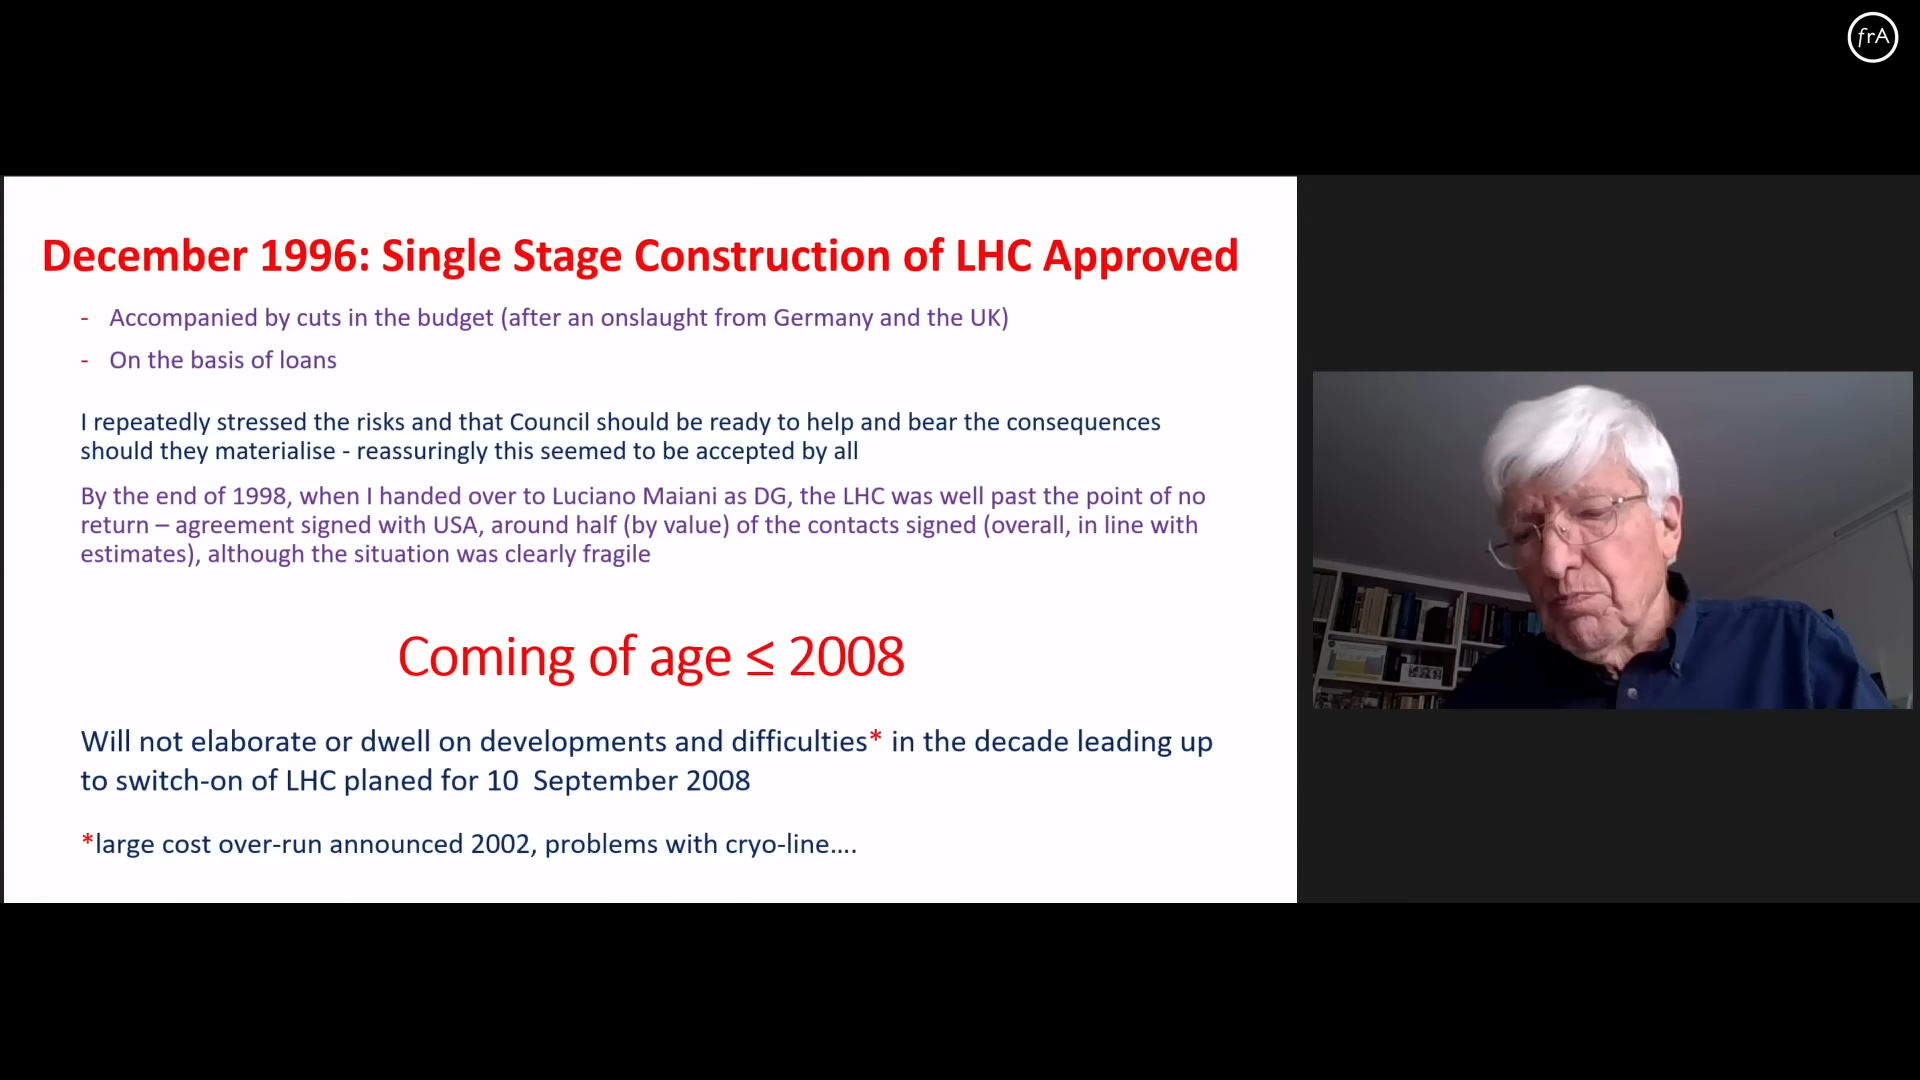 frA
December 1996: Single Stage Construction of LHC Approved
- Accompanied by cuts in the budget (after an onslaught from Germany and the UK)
- On the basis of loans
I repeatedly stressed the risks and that Council should be ready to help and bear the consequences
should they materialise - reassuringly this seemed to be accepted by all
By the end of 1998, when I handed over to Luciano Maiani as DG, the LHC was well past the point of no
return – agreement signed with USA, around half (by value) of the contacts signed (overall, in line with
estimates), although the situation was clearly fragile
Coming of age ≤ 2008
Will not elaborate or dwell on developments and difficulties* in the decade leading up
to switch-on of LHC planed for 10 September 2008
*large cost over-run announced 2002, problems with cryo-line....